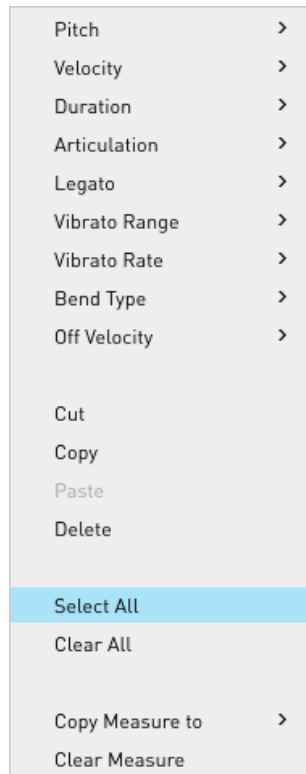 Pitch >
Velocity >
Duration >
Articulation >
Legato >
Vibrato Range >
Vibrato Rate >
Bend Type >
Off Velocity >
Cut
Copy
Paste
Delete
Select All
Clear All
Copy Measure to >
Clear Measure